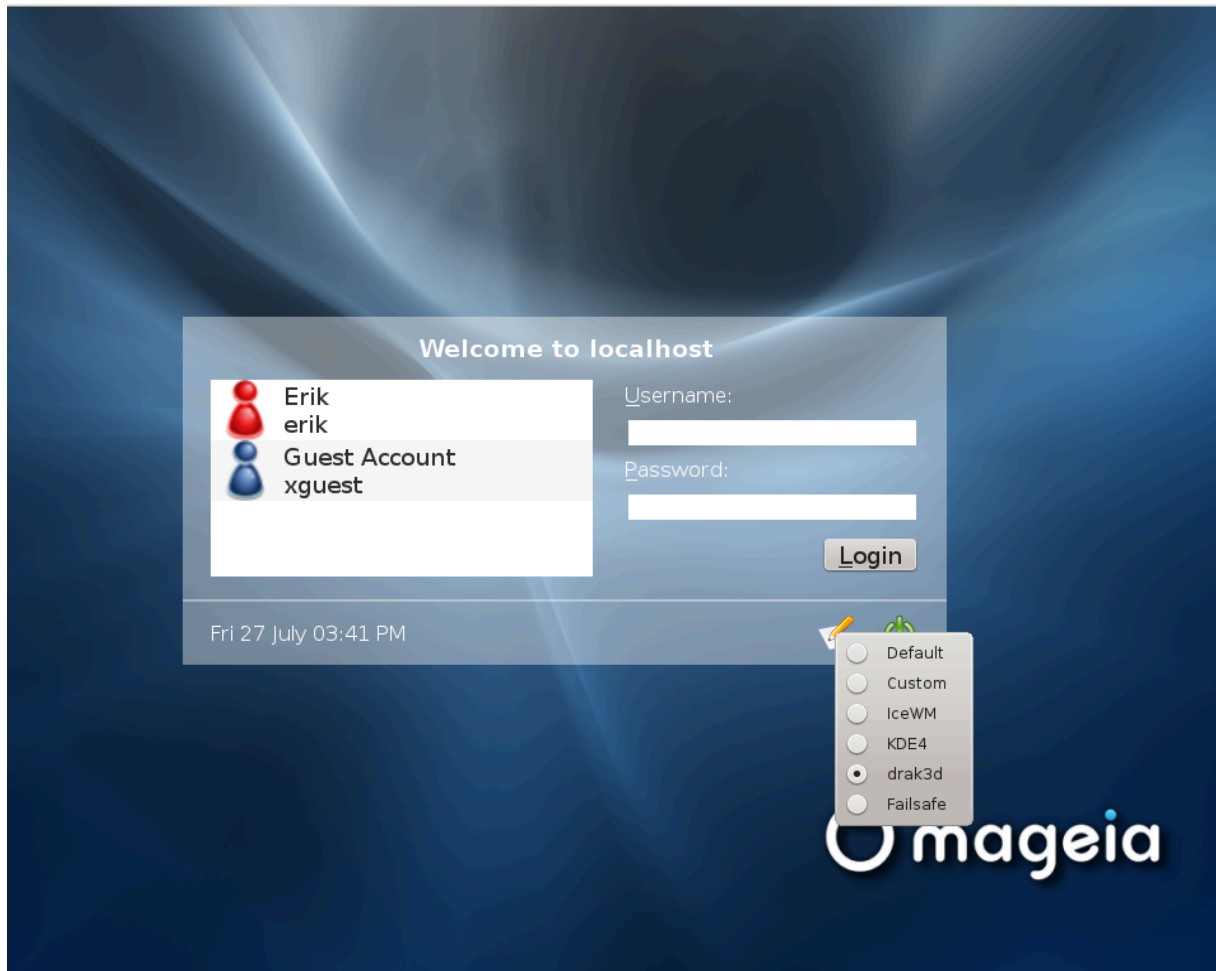 Welcome to localhost
Erik
erik
Guest Account
xguest
Username:
Password:
Login
Fri 27 July 03:41 PM
Default
Custom
IceWM
KDE4
drak3d
Failsafe
mageia